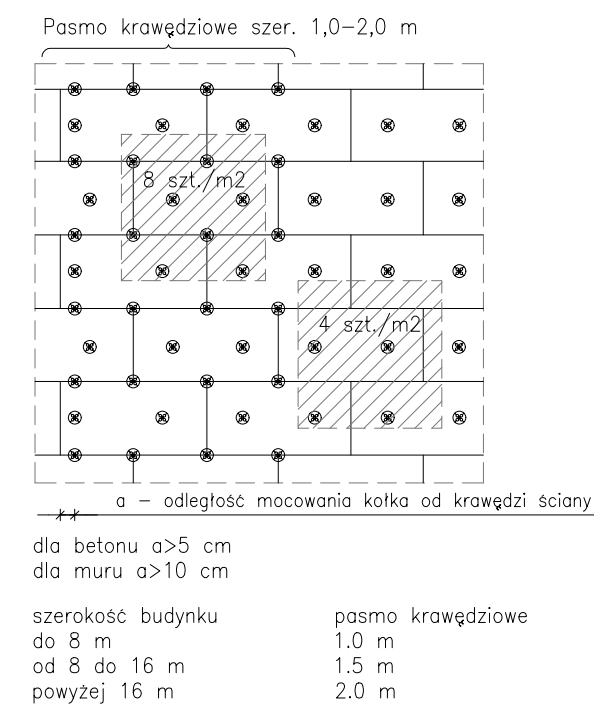 Pasmo krawędziowe szer. 1,0-2,0 m
8 szt./m2
4 szt./m2
a - odległość mocowania kołka od krawędzi ściany
dla betonu a>5 cm
dla muru a>10 cm
szerokość budynku pasmo krawędziowe
do 8 m 1.0 m
od 8 do 16 m 1.5 m
powyżej 16 m 2.0 m